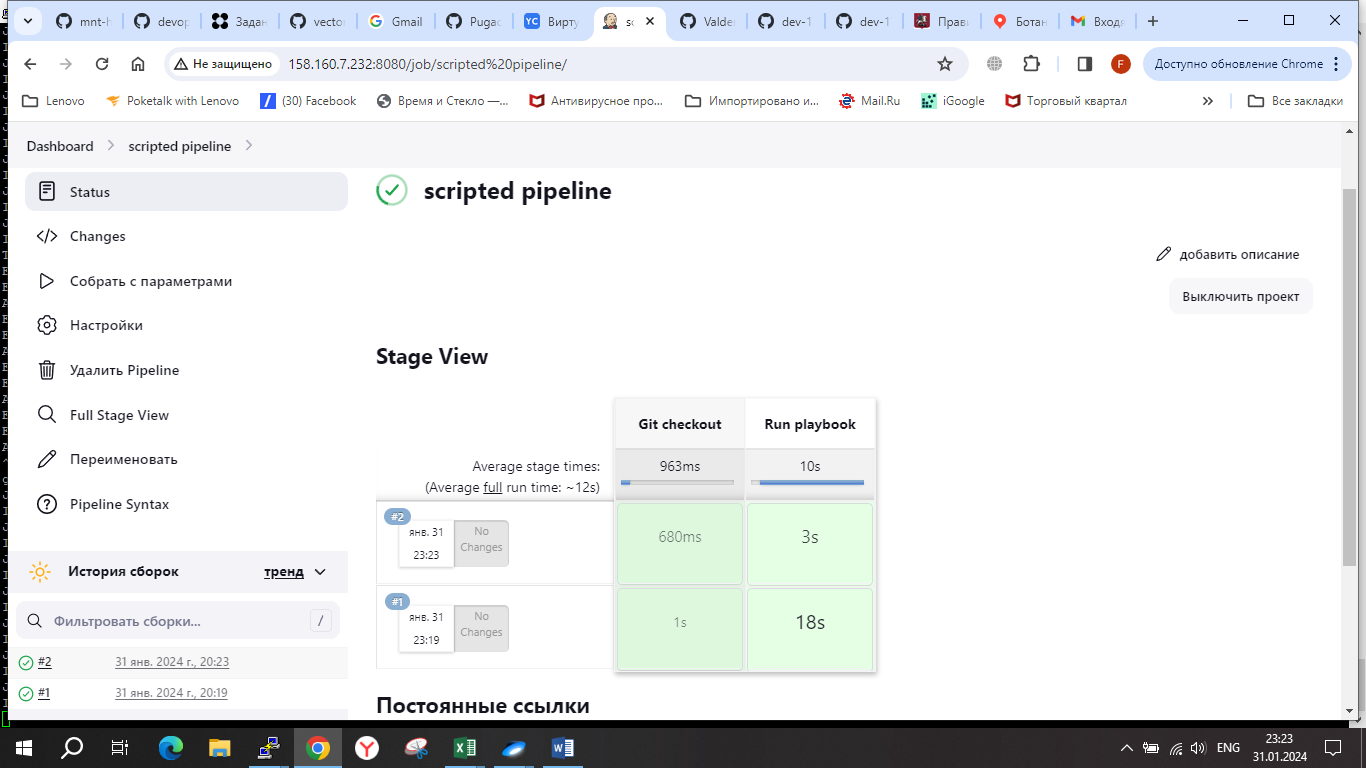 mnt-h
devop
Задан
vector
Gmail
Pugac
YC Вирту
sc
Valde
dev-1
dev-1
Прави
Ботан
Входя
Не защищено 158.160.7.232:8080/job/scripted%20pipeline/ F Доступно обновление Chrome
Lenovo Poketalk with Lenovo (30) Facebook Время и Стекло —... Антивирусное про... Импортировано и... Mail.Ru iGoogle Торговый квартал » Все закладки
Dashboard scripted pipeline
Status
Changes
Собрать с параметрами
Настройки
Удалить Pipeline
Full Stage View
Переименовать
Pipeline Syntax
История сборок тренд
Фильтровать сборки... /
#2 31 янв. 2024 г., 20:23
#1 31 янв. 2024 г., 20:19
scripted pipeline
добавить описание
Выключить проект
Stage View
Git checkout Run playbook
Average stage times: 963ms 10s
(Average full run time: ~12s)
#2
янв. 31
23:23
No
Changes
680ms 3s
#1
янв. 31
23:19
No
Changes
1s 18s
Постоянные ссылки
ENG
23:23
31.01.2024